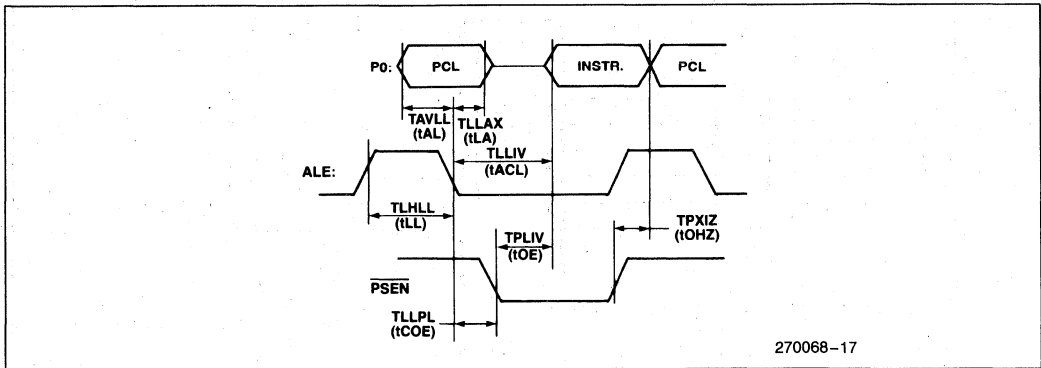 P0: PCL INSTR. PCL
TAVLL TLLAX
(tAL) (tLA)
TLLIV
(tACL)
ALE:
TLHLL
(tLL)
TPLIV
(tOE)
TPXIZ
(tOHZ)
PSEN
TLLPL
(tCOE)
270068-17